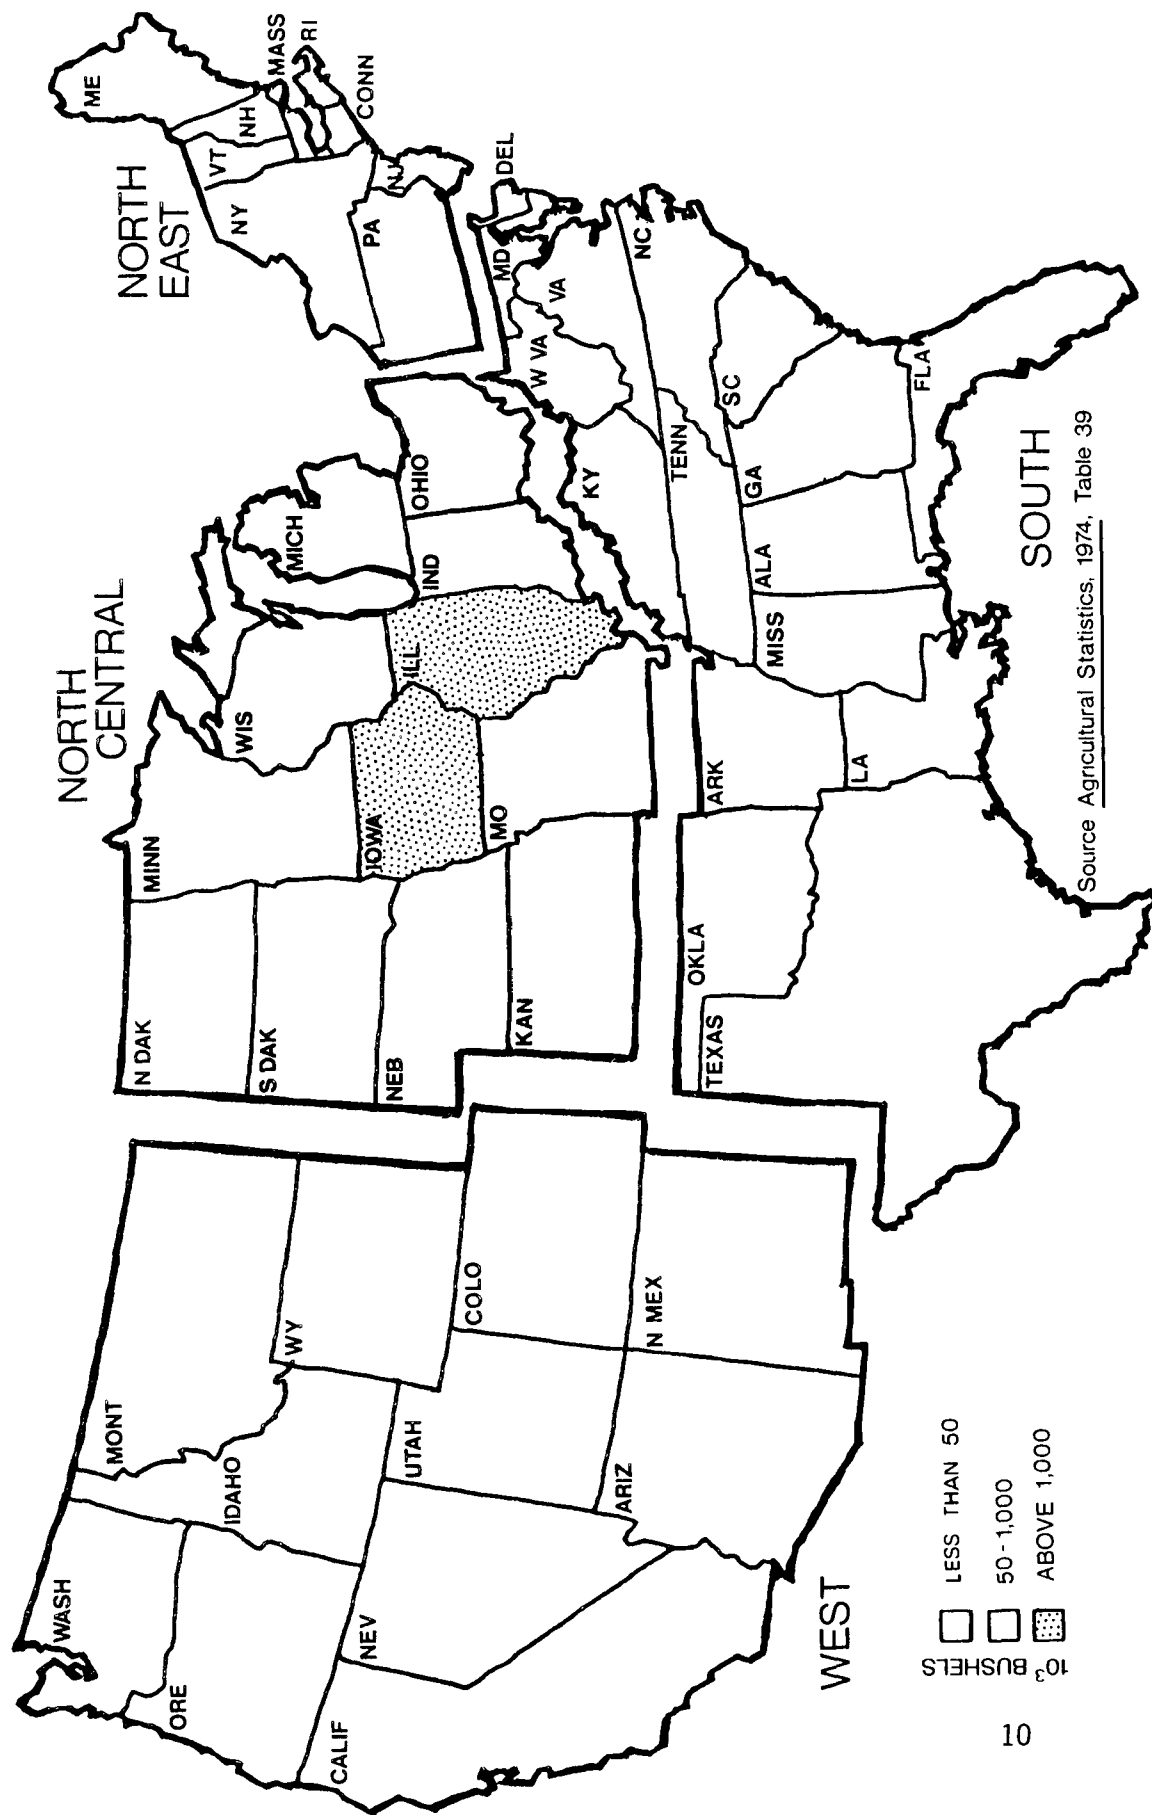 NORTH
EAST
ME
VT
NH
MASS
RI
CONN
NY
PA
NJ
NORTH
CENTRAL
N DAK
MINN
S DAK
WIS
MICH
NEB
IOWA
ILL
IND
OHIO
KAN
MO
SOUTH
DEL
MD
W VA
VA
KY
NC
TENN
SC
OKLA
ARK
TEXAS
LA
MISS
ALA
GA
FLA
WEST
WASH
MONT
ORE
IDAHO
WY
CALIF
NEV
UTAH
COLO
ARIZ
N MEX
10³ BUSHELS
LESS THAN 50
50-1,000
ABOVE 1,000
Source Agricultural Statistics, 1974, Table 39
10